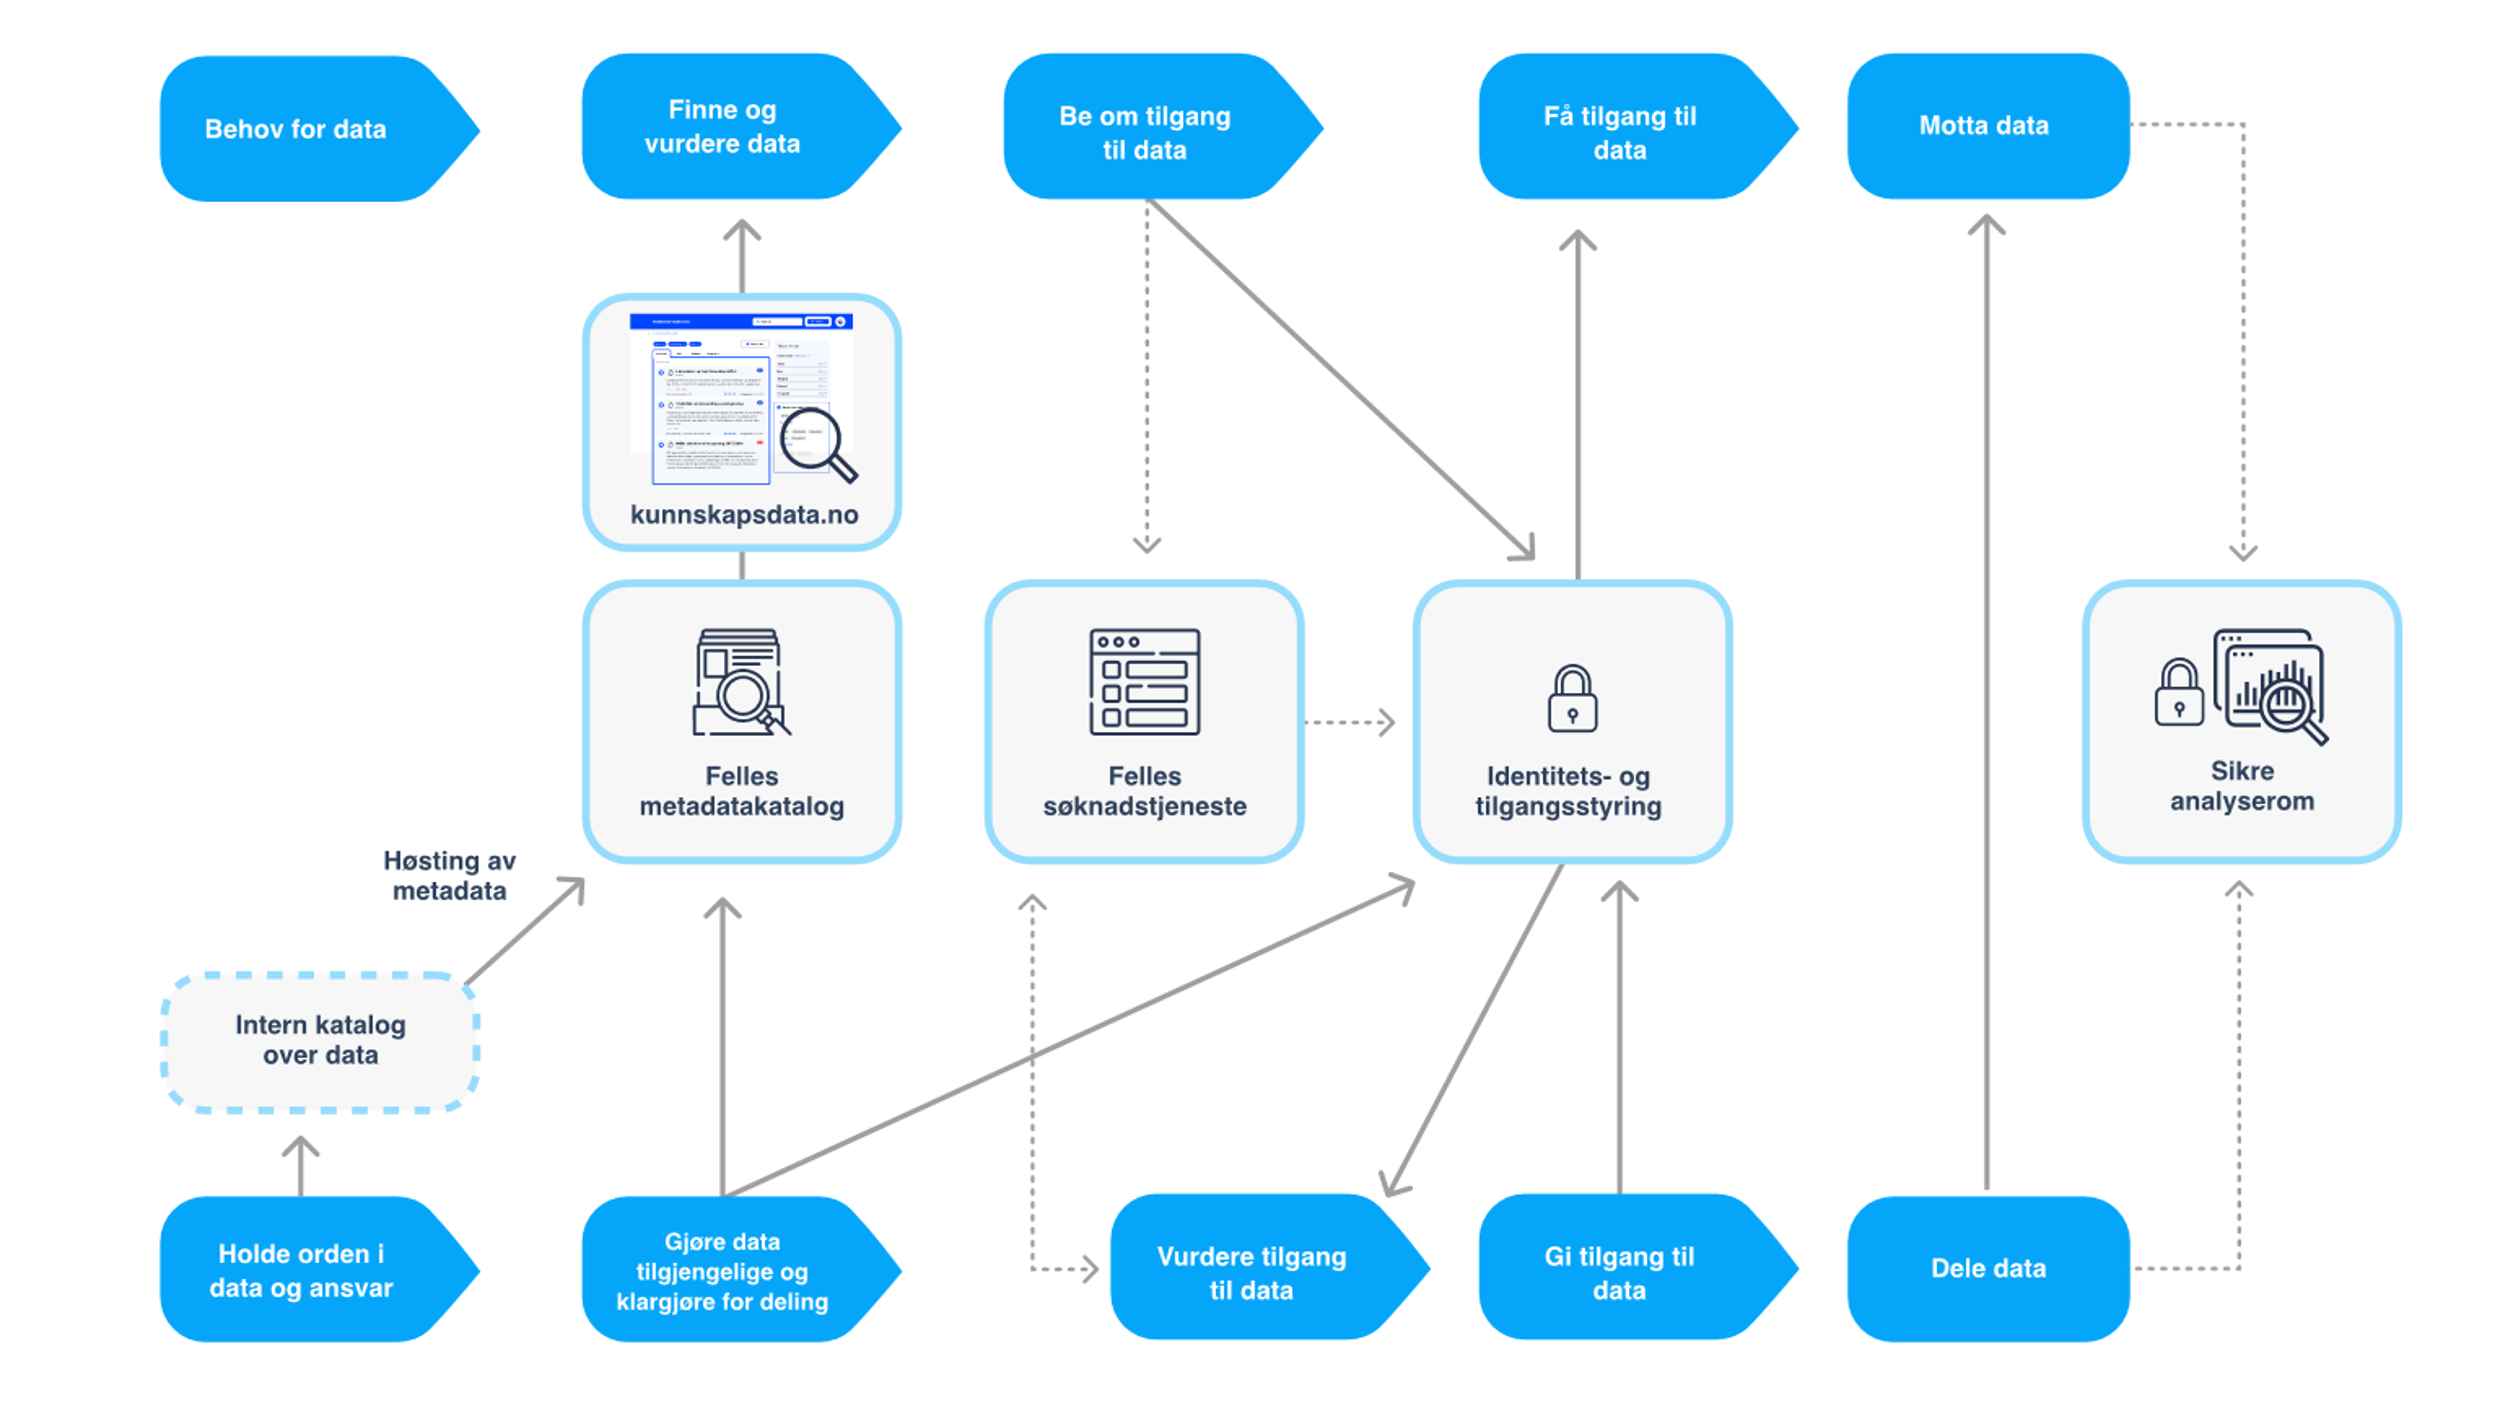 Behov for data
Finne og
vurdere data
Be om tilgang
til data
Få tilgang til
data
Motta data
kunnskapsdata.no
Felles
metadatakatalog
Felles
søknadstjeneste
Identitets- og
tilgangsstyring
Sikre
analyserom
Høsting av
metadata
Intern katalog
over data
Holde orden i
data og ansvar
Gjøre data
tilgjengelige og
klargjøre for deling
Vurdere tilgang
til data
Gi tilgang til
data
Dele data